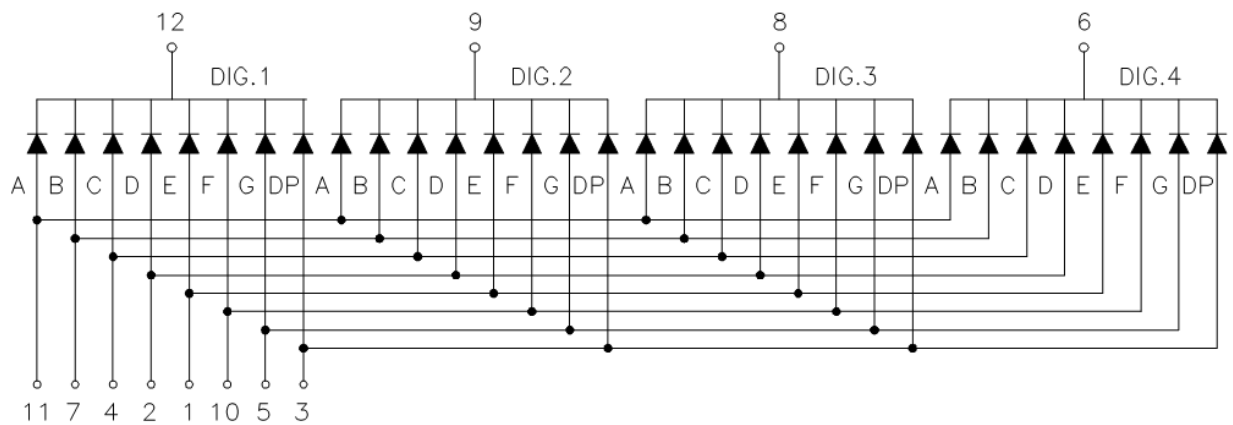 12 9 8 6
DIG.1 DIG.2 DIG.3 DIG.4
A B C D E F G DP A B C D E F G DP A B C D E F G DP A B C D E F G DP
11 7 4 2 1 10 5 3